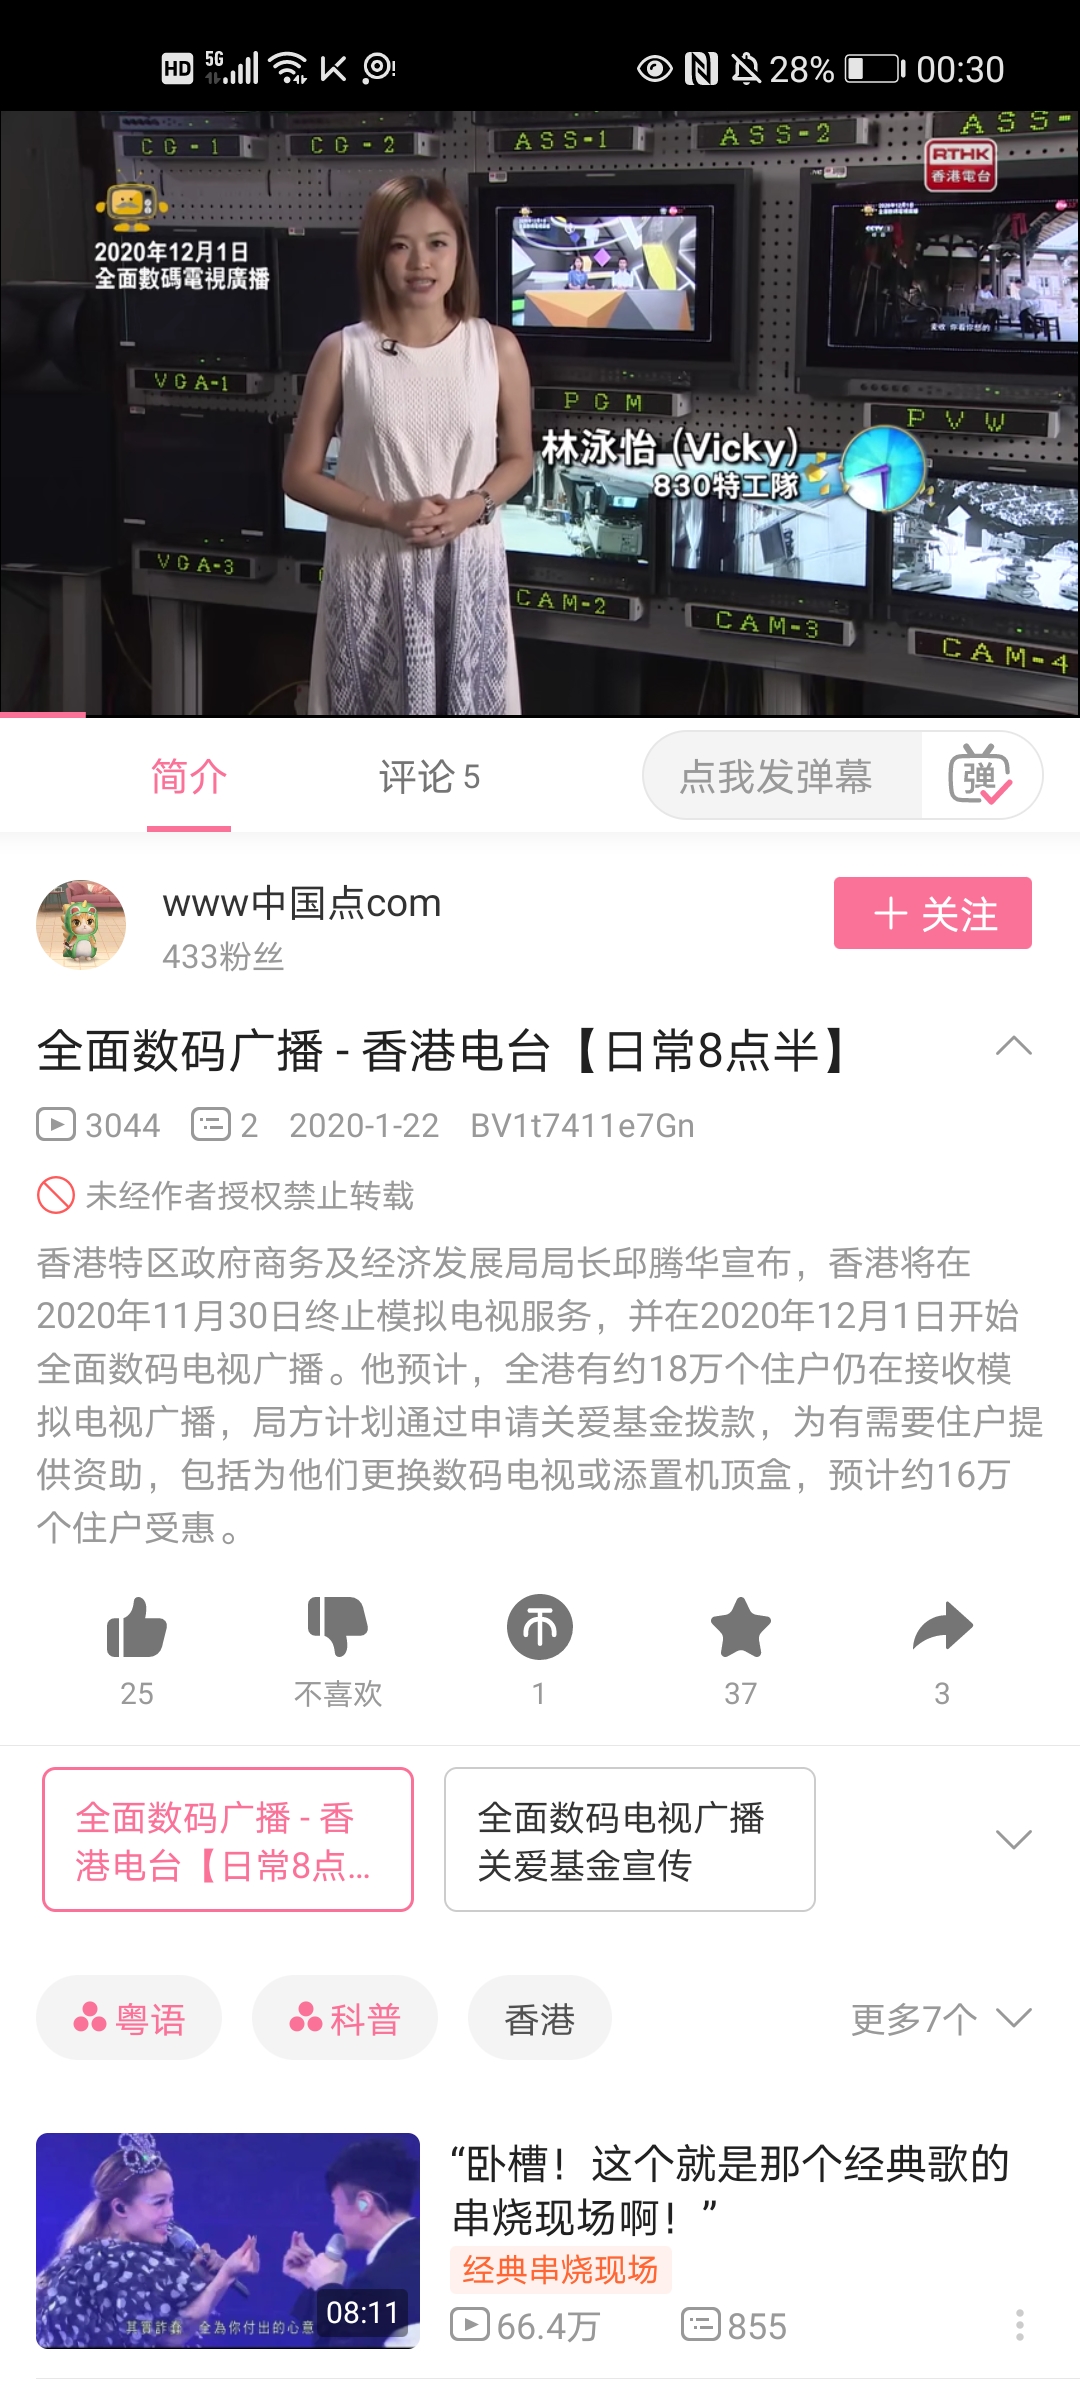 HD 5G 28% 00:30
CG-1
CG-2
ASS-1
ASS-2
ASS-
RTHK
香港電台
2020年12月1日
全面數碼電視廣播
VGA-1
PGM
PVW
林泳怡 (Vicky)
830特工隊
VGA-3
CAM-2
CAM-3
CAM-4
简介
评论 5
点我发弹幕
弹
www中国点com
433粉丝
+ 关注
全面数码广播 - 香港电台【日常8点半】
3044 2 2020-1-22 BV1t7411e7Gn
未经作者授权禁止转载
香港特区政府商务及经济发展局局长邱腾华宣布，香港将在
2020年11月30日终止模拟电视服务，并在2020年12月1日开始
全面数码电视广播。他预计，全港有约18万个住户仍在接收模
拟电视广播，局方计划通过申请关爱基金拨款，为有需要住户提
供资助，包括为他们更换数码电视或添置机顶盒，预计约16万
个住户受惠。
25
不喜欢
1
37
3
全面数码广播 - 香
港电台【日常8点...
全面数码电视广播
关爱基金宣传
粤语
科普
香港
更多7个
“卧槽！这个就是那个经典歌的
串烧现场啊！”
经典串烧现场
66.4万 855
全為你付出的心意
08:11